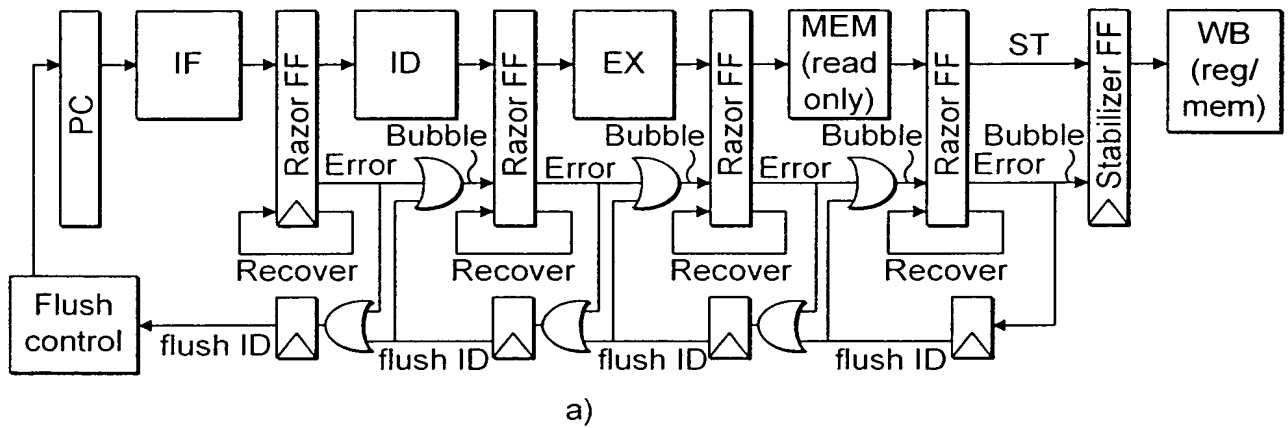 PC
IF
Razor FF
ID
Razor FF
EX
Razor FF
MEM
(read
only)
Razor FF
ST
Stabilizer FF
WB
(reg/
mem)
Error
Bubble
Error
Bubble
Error
Bubble
Error
Bubble
Recover
Recover
Recover
Recover
Flush
control
flush ID
flush ID
flush ID
flush ID
a)